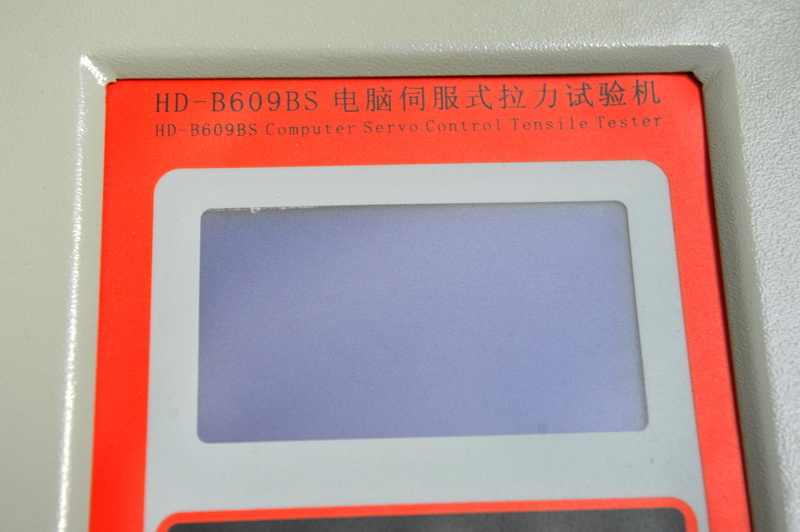 HD-B609BS 电脑伺服式拉力试验机
HD-B609BS Computer Servo Control Tensile Tester